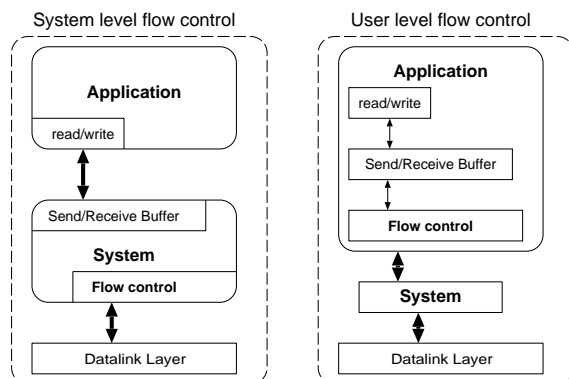 System level flow control
Application
read/write
Send/Receive Buffer
System
Flow control
Datalink Layer
User level flow control
Application
read/write
Send/Receive Buffer
Flow control
System
Datalink Layer